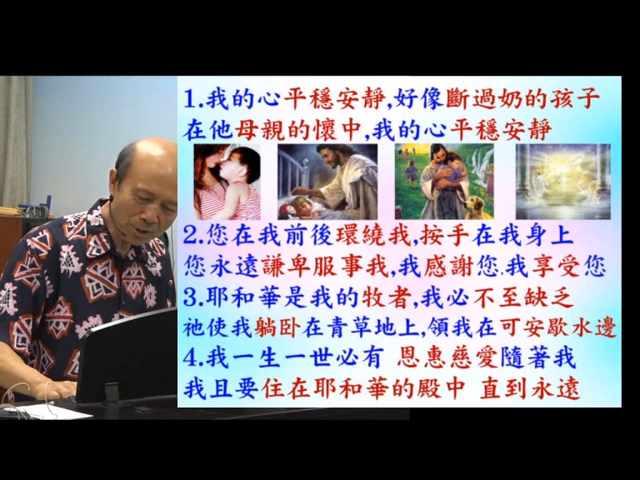 1.我的心平穩安靜,好像斷過奶的孩子
在他母親的懷中,我的心平穩安靜
2.您在我前後環繞我,按手在我身上
您永遠謙卑服事我,我感謝您.我享受您
3.耶和華是我的牧者,我必不至缺乏
祂使我躺卧在青草地上,領我在可安歇水邊
4.我一生一世必有 恩惠慈愛隨著我
我且要住在耶和華的殿中 直到永遠